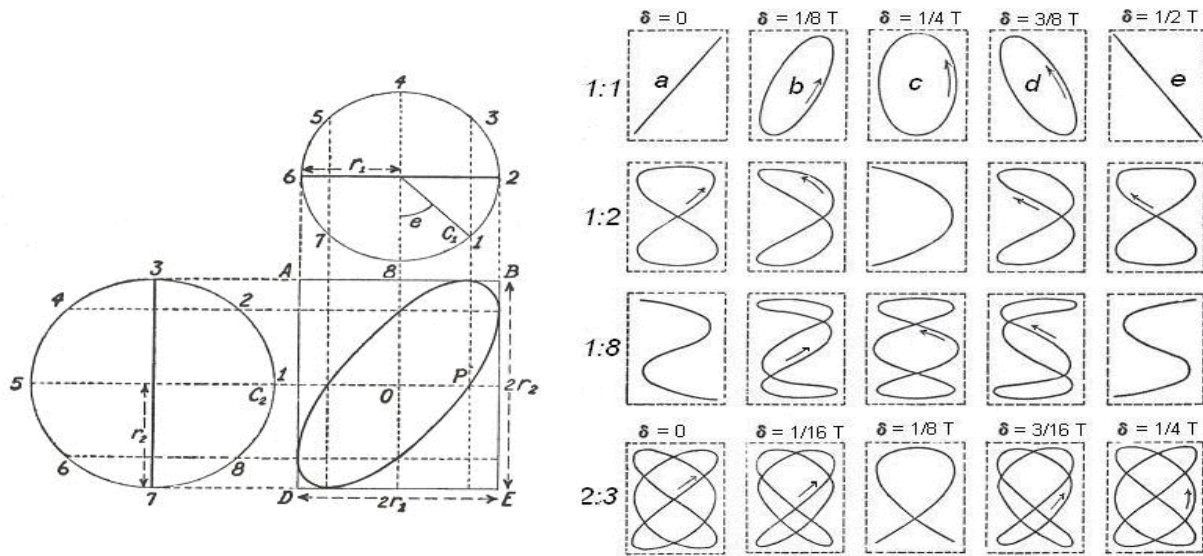 4
5
3
r₁
6
2
e
7
C₁
1
8
3
A
B
4
2
5
1
C₂
O
P
2r₂
r₂
6
8
7
D
2r₁
E
δ = 0
δ = 1/8 T
δ = 1/4 T
δ = 3/8 T
δ = 1/2 T
1:1
a
b
c
d
e
1:2
1:8
δ = 0
δ = 1/16 T
δ = 1/8 T
δ = 3/16 T
δ = 1/4 T
2:3